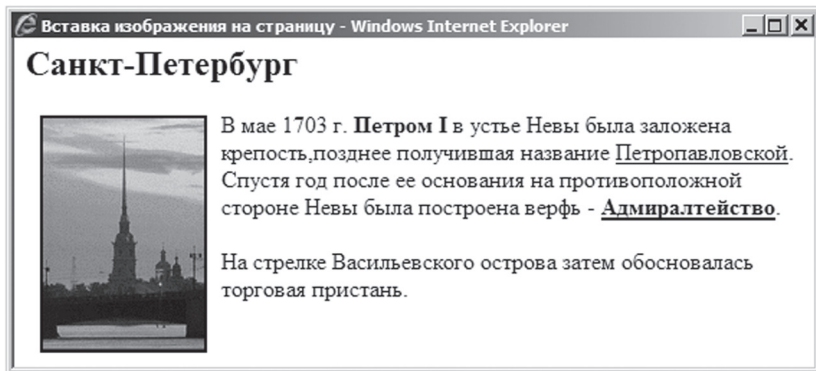 Вставка изображения на страницу - Windows Internet Explorer
Санкт-Петербург
В мае 1703 г. Петром I в устье Невы была заложена
крепость,позднее получившая название Петропавловской.
Спустя год после ее основания на противоположной
стороне Невы была построена верфь - Адмиралтейство.
На стрелке Васильевского острова затем обосновалась
торговая пристань.